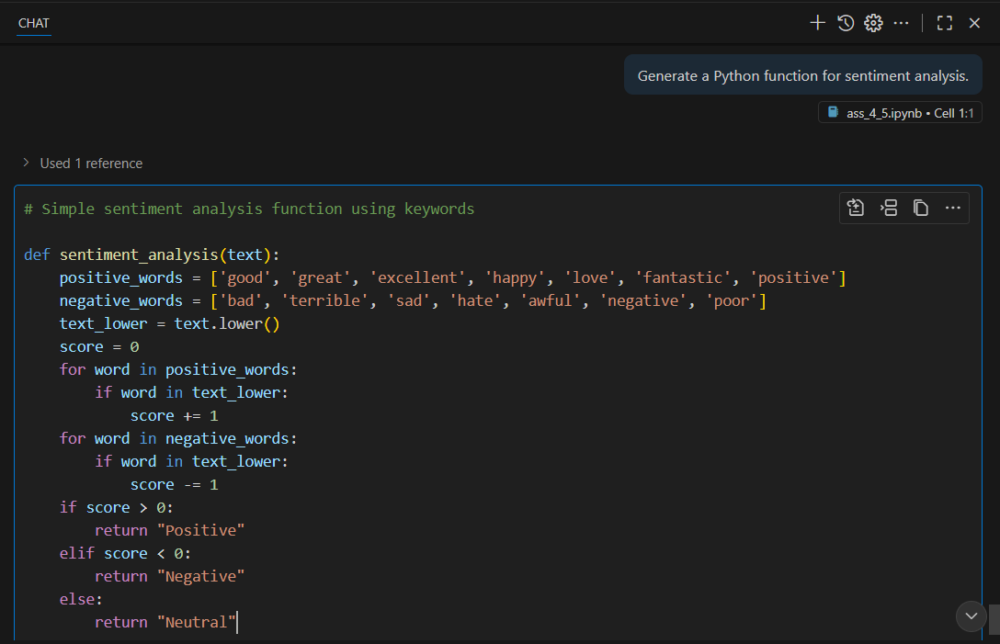 CHAT
Generate a Python function for sentiment analysis.
ass_4_5.ipynb • Cell 1:1
Used 1 reference
# Simple sentiment analysis function using keywords
def sentiment_analysis(text):
    positive_words = ['good', 'great', 'excellent', 'happy', 'love', 'fantastic', 'positive']
    negative_words = ['bad', 'terrible', 'sad', 'hate', 'awful', 'negative', 'poor']
    text_lower = text.lower()
    score = 0
    for word in positive_words:
        if word in text_lower:
            score += 1
    for word in negative_words:
        if word in text_lower:
            score -= 1
    if score > 0:
        return "Positive"
    elif score < 0:
        return "Negative"
    else:
        return "Neutral"